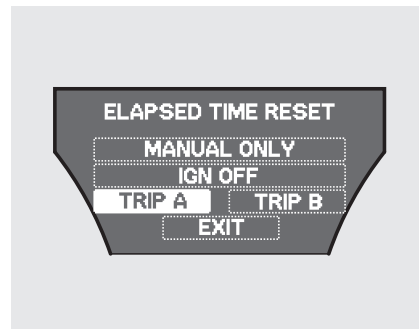 ELAPSED TIME RESET
MANUAL ONLY
IGN OFF
TRIP A TRIP B
EXIT